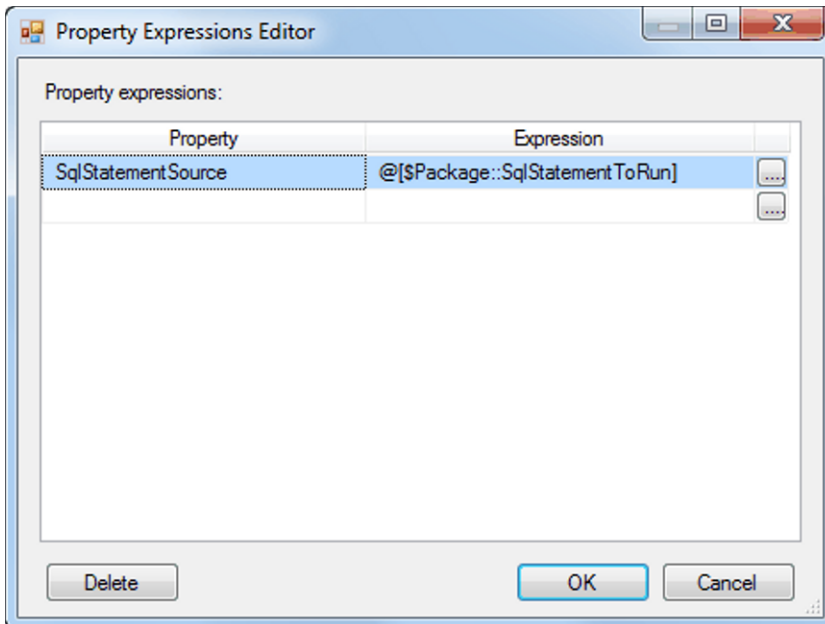 Property Expressions Editor
Property expressions:
Property Expression
SqlStatementSource @[$Package::SqlStatementToRun] ....
....
Delete OK Cancel